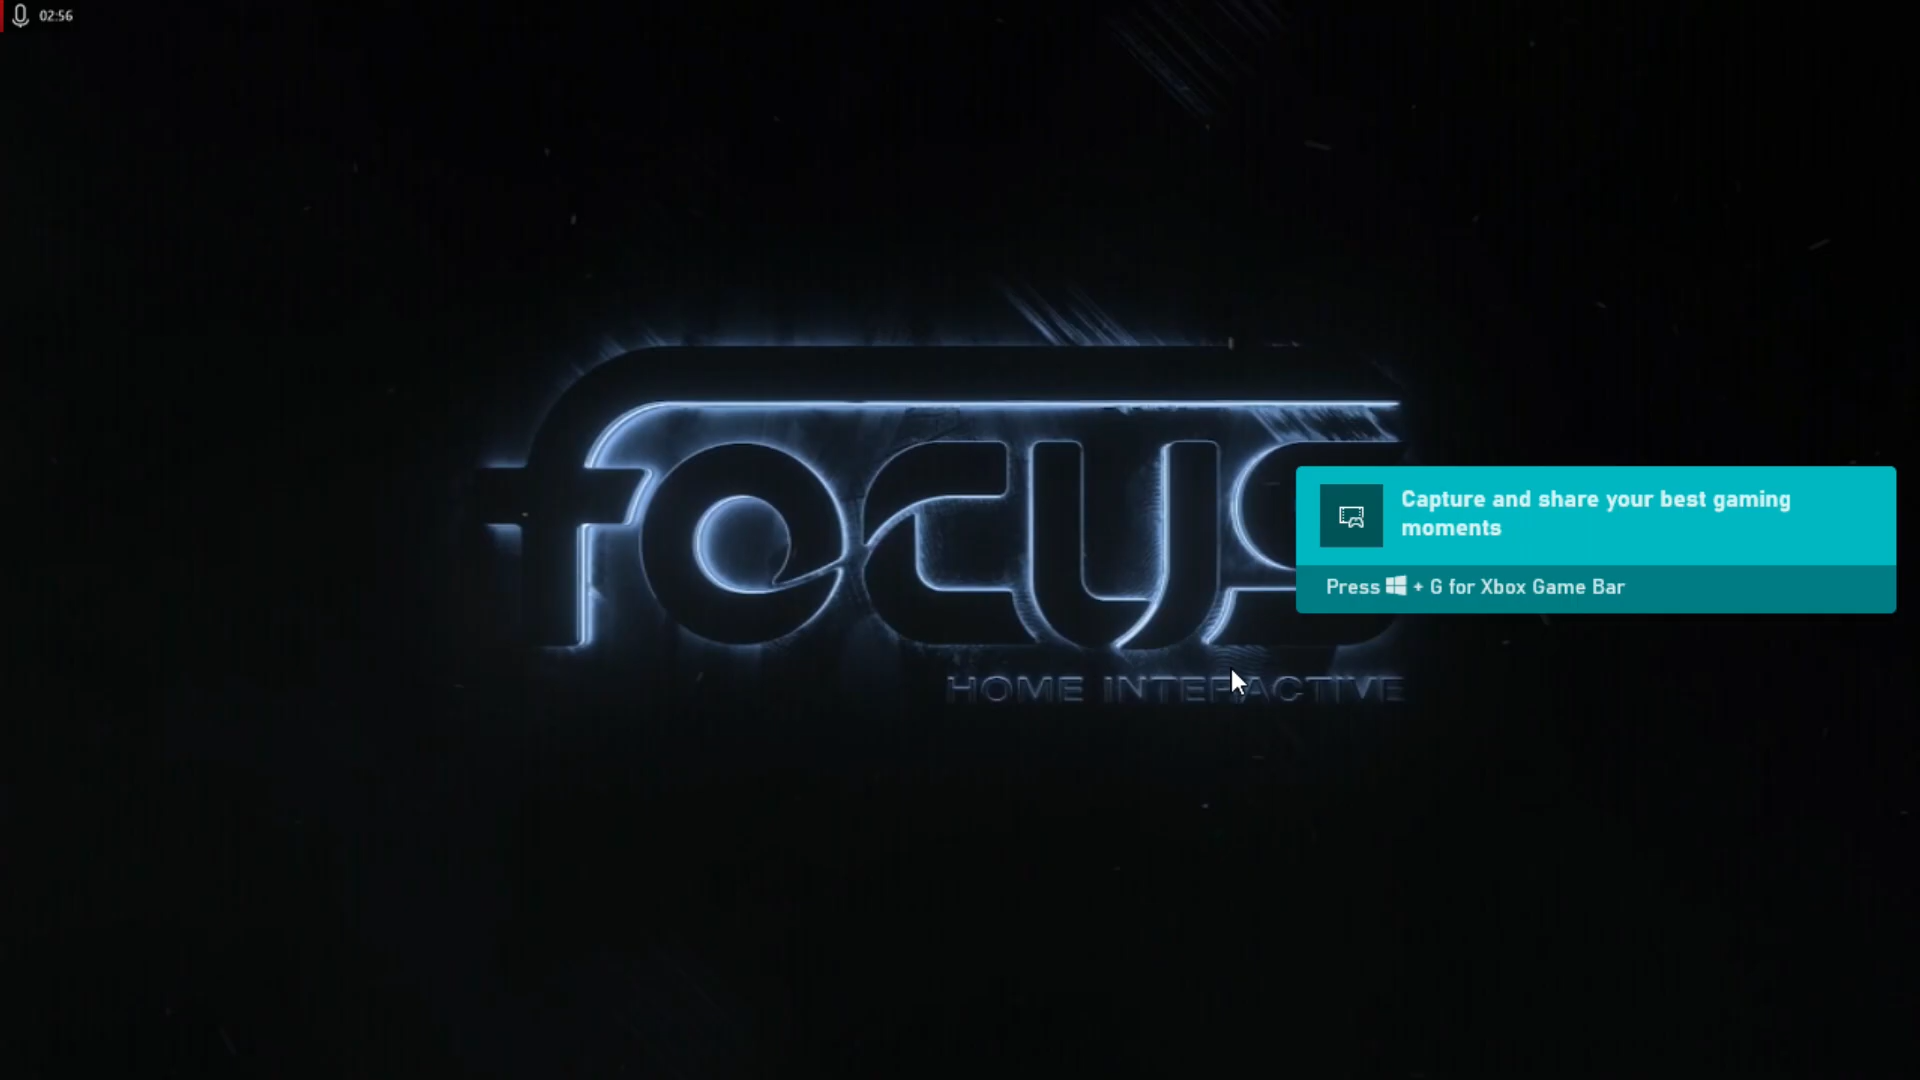 02:56
focus
HOME INTERACTIVE
Capture and share your best gaming
moments
Press + G for Xbox Game Bar